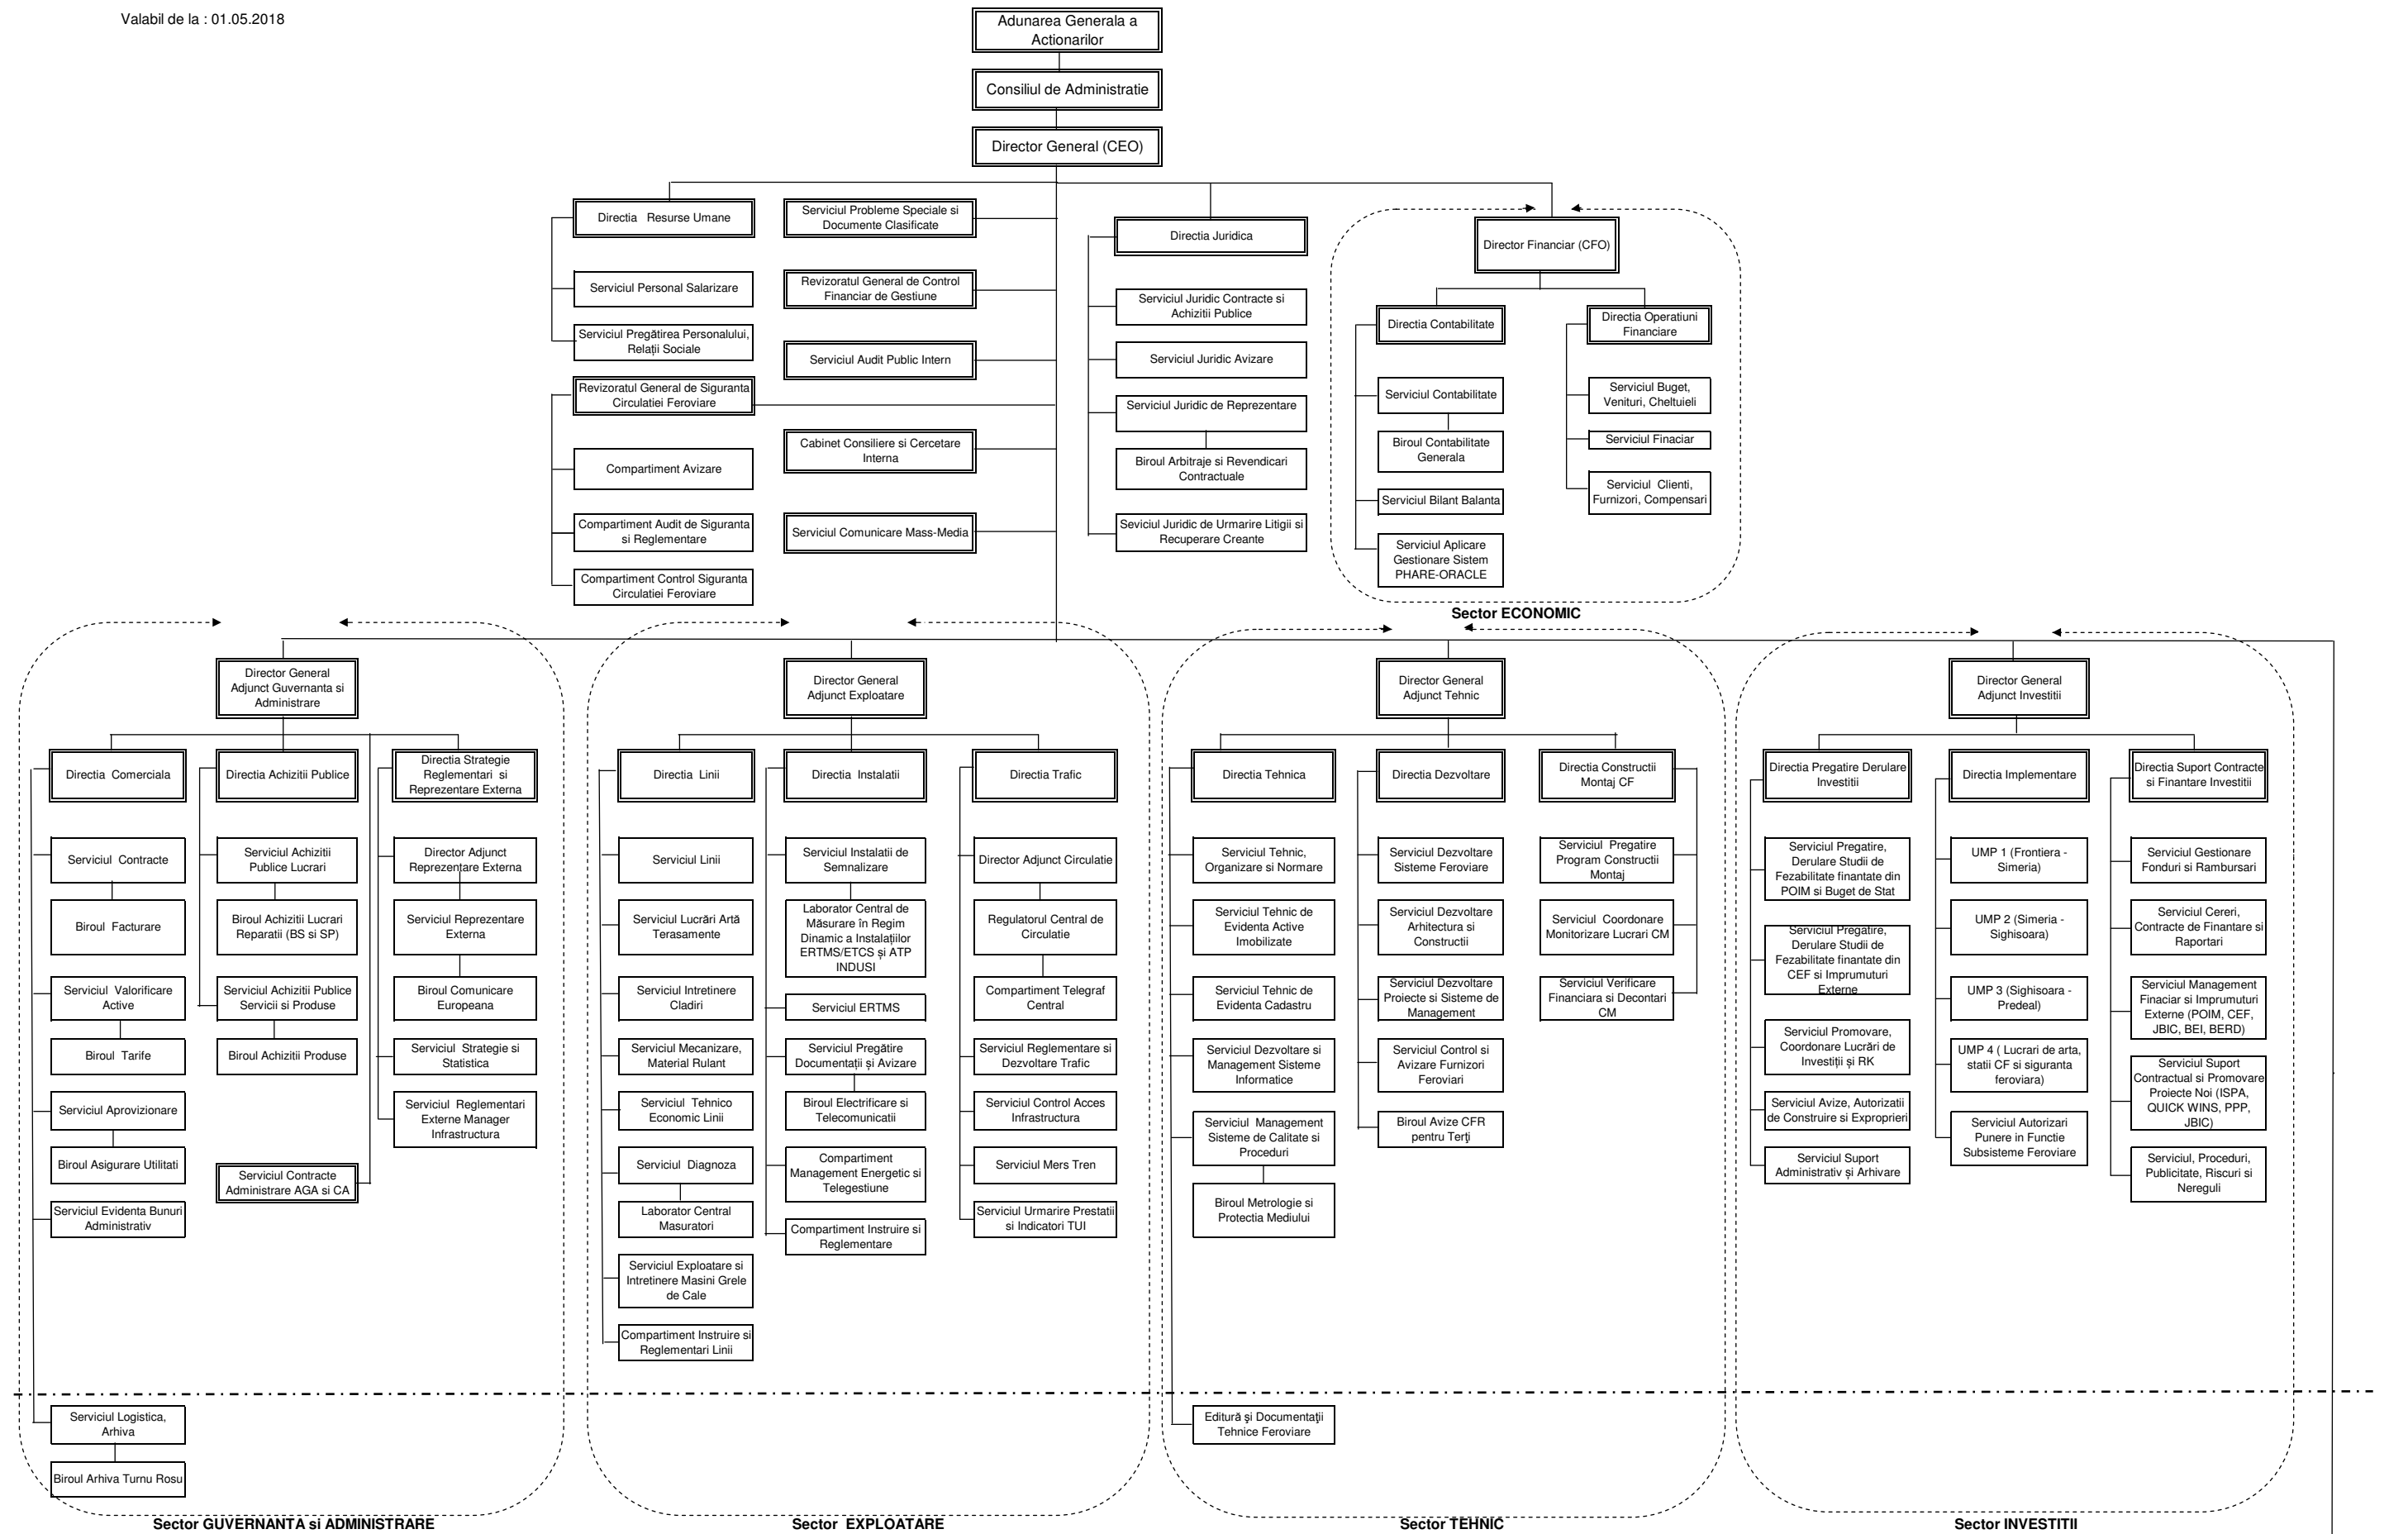 Valabil de la : 01.05.2018
Adunarea Generala a
Actionarilor
Consiliul de Administratie
Director General (CEO)
Directia Resurse Umane
Serviciul Personal Salarizare
Serviciul Pregătirea Personalului,
Relații Sociale
Revizoratul General de Siguranta
Circulatiei Feroviare
Compartiment Avizare
Compartiment Audit de Siguranta
si Reglementare
Compartiment Control Siguranta
Circulatiei Feroviare
Serviciul Probleme Speciale si
Documente Clasificate
Revizoratul General de Control
Financiar de Gestiune
Serviciul Audit Public Intern
Cabinet Consiliere si Cercetare
Interna
Serviciul Comunicare Mass-Media
Directia Juridica
Serviciul Juridic Contracte si
Achizitii Publice
Serviciul Juridic Avizare
Serviciul Juridic de Reprezentare
Biroul Arbitraje si Revendicari
Contractuale
Seviciul Juridic de Urmarire Litigii si
Recuperare Creante
Director Financiar (CFO)
Directia Contabilitate
Serviciul Contabilitate
Biroul Contabilitate
Generala
Serviciul Bilant Balanta
Serviciul Aplicare
Gestionare Sistem
PHARE-ORACLE
Directia Operatiuni
Financiare
Serviciul Buget,
Venituri, Cheltuieli
Serviciul Finaciar
Serviciul Clienti,
Furnizori, Compensari
Sector ECONOMIC
Director General
Adjunct Guvernanta si
Administrare
Directia Comerciala
Serviciul Contracte
Biroul Facturare
Serviciul Valorificare
Active
Biroul Tarife
Serviciul Aprovizionare
Biroul Asigurare Utilitati
Serviciul Evidenta Bunuri
Administrativ
Serviciul Logistica,
Arhiva
Biroul Arhiva Turnu Rosu
Directia Achizitii Publice
Serviciul Achizitii
Publice Lucrari
Biroul Achizitii Lucrari
Reparatii (BS si SP)
Serviciul Achizitii Publice
Servicii si Produse
Biroul Achizitii Produse
Serviciul Contracte
Administrare AGA si CA
Directia Strategie
Reglementari si
Reprezentare Externa
Director Adjunct
Reprezentare Externa
Serviciul Reprezentare
Externa
Biroul Comunicare
Europeana
Serviciul Strategie si
Statistica
Serviciul Reglementari
Externe Manager
Infrastructura
Sector GUVERNANTA si ADMINISTRARE
Director General
Adjunct Exploatare
Directia Linii
Serviciul Linii
Serviciul Lucrări Artă
Terasamente
Serviciul Intretinere
Cladiri
Serviciul Mecanizare,
Material Rulant
Serviciul Tehnico
Economic Linii
Serviciul Diagnoza
Laborator Central
Masuratori
Serviciul Exploatare si
Intretinere Masini Grele
de Cale
Compartiment Instruire si
Reglementari Linii
Directia Instalatii
Serviciul Instalatii de
Semnalizare
Laborator Central de
Măsurare în Regim
Dinamic a Instalațiilor
ERTMS/ETCS și ATP
INDUSI
Serviciul ERTMS
Serviciul Pregătire
Documentații și Avizare
Biroul Electrificare si
Telecomunicatii
Compartiment
Management Energetic si
Telegestiune
Compartiment Instruire si
Reglementare
Directia Trafic
Director Adjunct Circulatie
Regulatorul Central de
Circulatie
Compartiment Telegraf
Central
Serviciul Reglementare si
Dezvoltare Trafic
Serviciul Control Acces
Infrastructura
Serviciul Mers Tren
Serviciul Urmarire Prestatii
si Indicatori TUI
Sector EXPLOATARE
Director General
Adjunct Tehnic
Directia Tehnica
Serviciul Tehnic,
Organizare si Normare
Serviciul Tehnic de
Evidenta Active
Imobilizate
Serviciul Tehnic de
Evidenta Cadastru
Serviciul Dezvoltare si
Management Sisteme
Informatice
Serviciul Management
Sisteme de Calitate si
Proceduri
Biroul Metrologie si
Protectia Mediului
Editură şi Documentaţii
Tehnice Feroviare
Directia Dezvoltare
Serviciul Dezvoltare
Sisteme Feroviare
Serviciul Dezvoltare
Arhitectura si
Constructii
Serviciul Dezvoltare
Proiecte si Sisteme de
Management
Serviciul Control si
Avizare Furnizori
Feroviari
Biroul Avize CFR
pentru Terţi
Directia Constructii
Montaj CF
Serviciul Pregatire
Program Constructii
Montaj
Serviciul Coordonare
Monitorizare Lucrari CM
Serviciul Verificare
Financiara si Decontari
CM
Sector TEHNIC
Director General
Adjunct Investitii
Directia Pregatire Derulare
Investitii
Serviciul Pregatire,
Derulare Studii de
Fezabilitate finantate din
POIM si Buget de Stat
Serviciul Pregatire,
Derulare Studii de
Fezabilitate finantate din
CEF si Imprumuturi
Externe
Serviciul Promovare,
Coordonare Lucrări de
Investiții și RK
Serviciul Avize, Autorizatii
de Construire si Exproprieri
Serviciul Suport
Administrativ și Arhivare
Directia Implementare
UMP 1 (Frontiera -
Simeria)
UMP 2 (Simeria -
Sighisoara)
UMP 3 (Sighisoara -
Predeal)
UMP 4 ( Lucrari de arta,
statii CF si siguranta
feroviara)
Serviciul Autorizari
Punere in Functie
Subsisteme Feroviare
Directia Suport Contracte
si Finantare Investitii
Serviciul Gestionare
Fonduri si Rambursari
Serviciul Cereri,
Contracte de Finantare si
Raportari
Serviciul Management
Finaciar si Imprumuturi
Externe (POIM, CEF,
JBIC, BEI, BERD)
Serviciul Suport
Contractual si Promovare
Proiecte Noi (ISPA,
QUICK WINS, PPP,
JBIC)
Serviciul, Proceduri,
Publicitate, Riscuri si
Nereguli
Sector INVESTITII